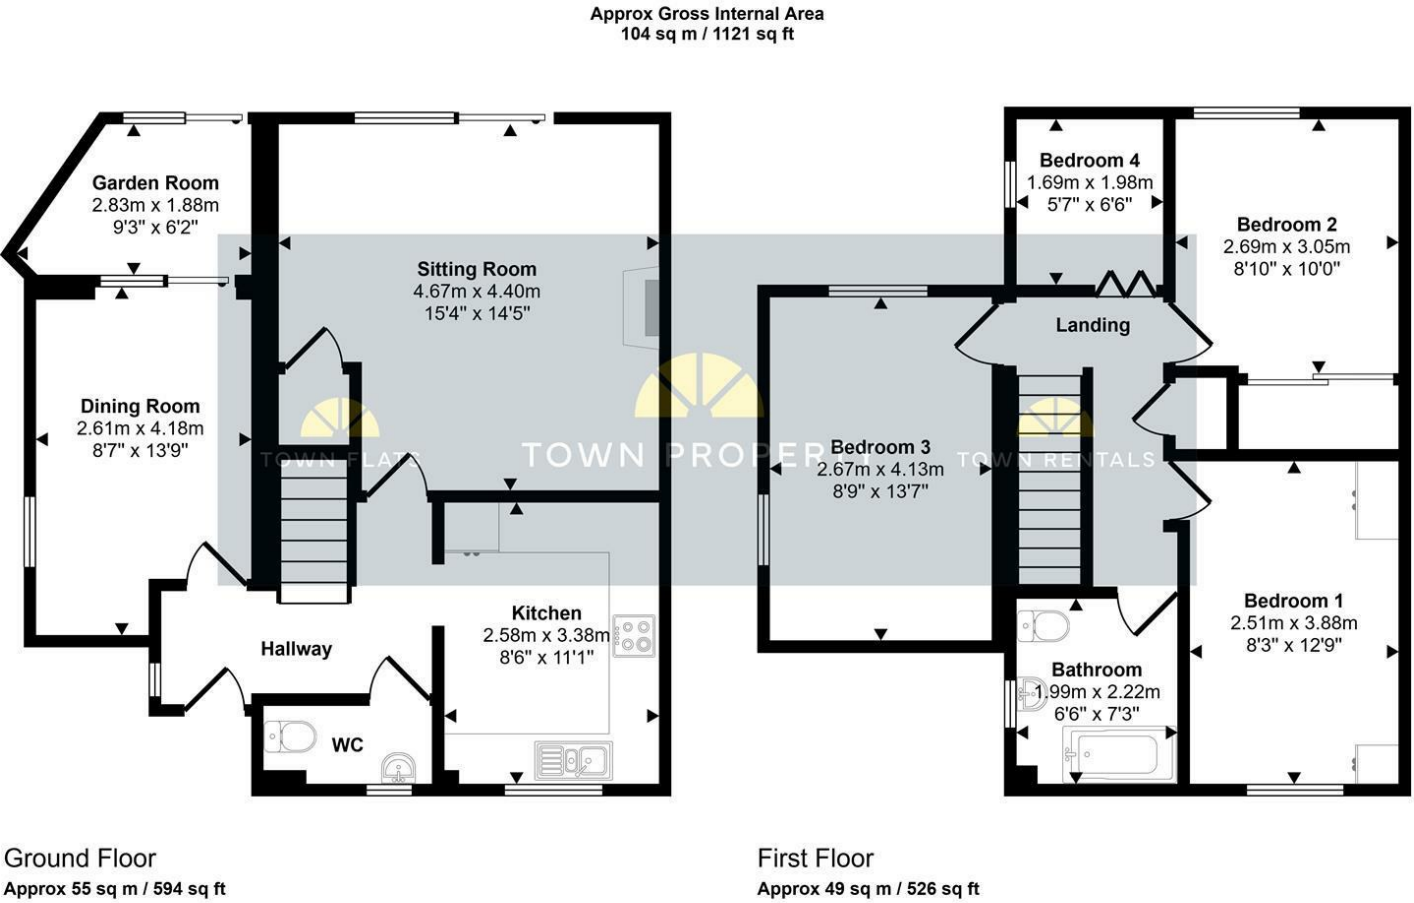 Approx Gross Internal Area
104 sq m / 1121 sq ft
Garden Room
2.83m x 1.88m
9'3" x 6'2"
Sitting Room
4.67m x 4.40m
15'4" x 14'5"
Dining Room
2.61m x 4.18m
8'7" x 13'9"
Kitchen
2.58m x 3.38m
8'6" x 11'1"
Hallway
WC
Bedroom 4
1.69m x 1.98m
5'7" x 6'6"
Bedroom 2
2.69m x 3.05m
8'10" x 10'0"
Landing
Bedroom 3
2.67m x 4.13m
8'9" x 13'7"
Bedroom 1
2.51m x 3.88m
8'3" x 12'9"
Bathroom
1.99m x 2.22m
6'6" x 7'3"
TOWN FLATS
TOWN PROPERTY
TOWN RENTALS
Ground Floor
Approx 55 sq m / 594 sq ft
First Floor
Approx 49 sq m / 526 sq ft